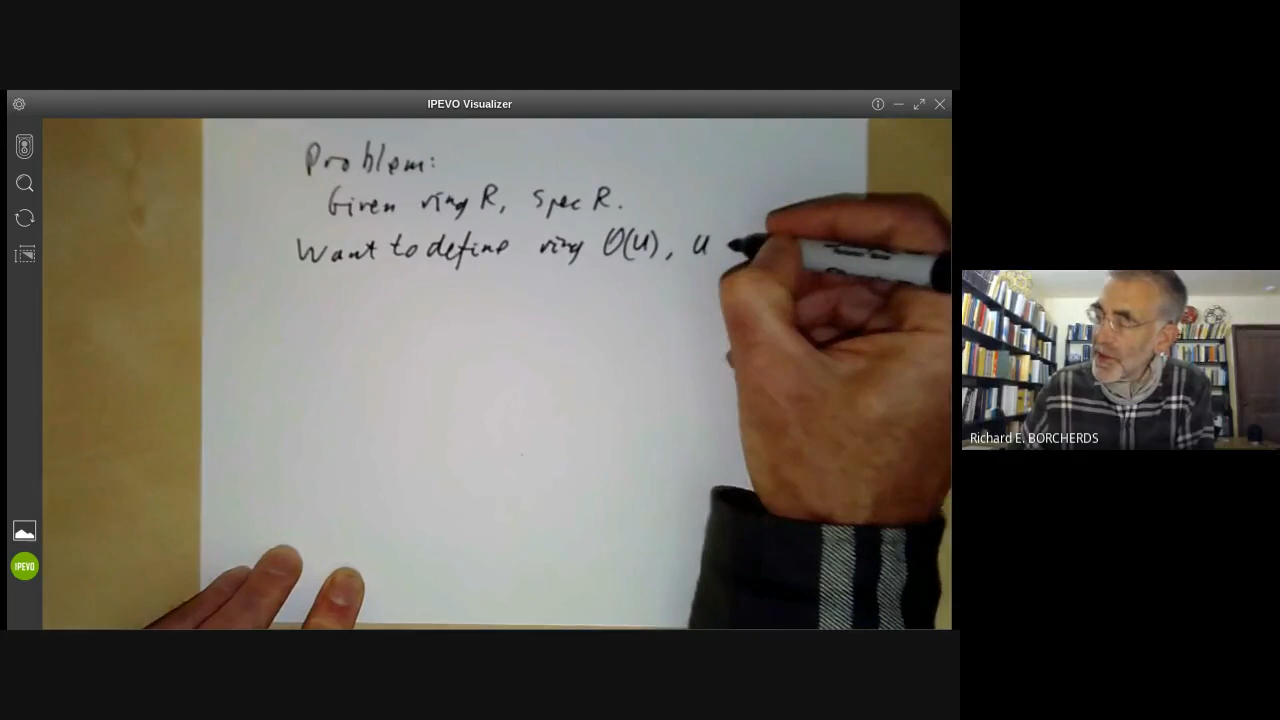 IPEVO Visualizer
Problem:
Given ring R, spec R.
Want to define ring O(U), U
IPEVO
Richard E. BORCHERDS